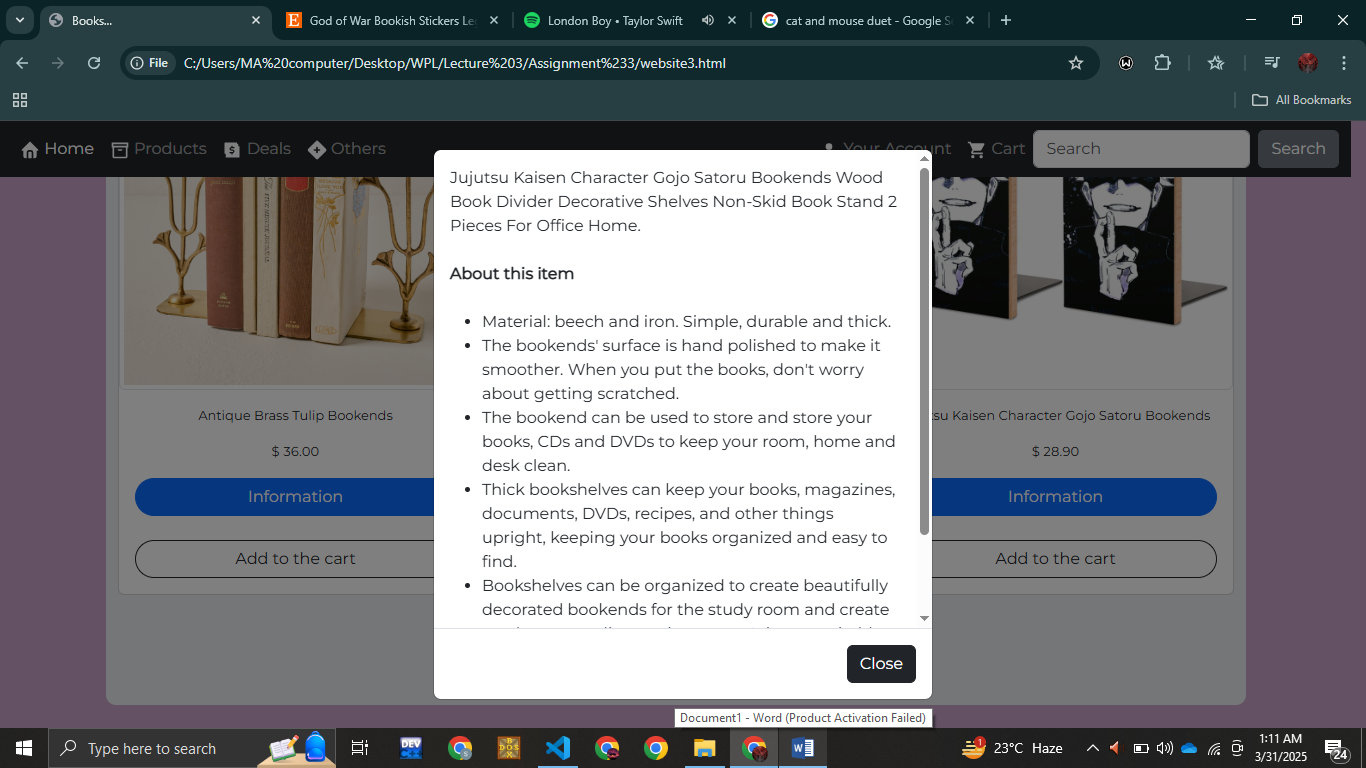 Books...
God of War Bookish Stickers Le
London Boy • Taylor Swift
cat and mouse duet - Google S
File
C:/Users/MA%20computer/Desktop/WPL/Lecture%203/Assignment%233/website3.html
All Bookmarks
Home
Products
Deals
Others
Your Account
Cart
Search
Search
Jujutsu Kaisen Character Gojo Satoru Bookends Wood
Book Divider Decorative Shelves Non-Skid Book Stand 2
Pieces For Office Home.
About this item
• Material: beech and iron. Simple, durable and thick.
• The bookends' surface is hand polished to make it
smoother. When you put the books, don't worry
about getting scratched.
• The bookend can be used to store and store your
books, CDs and DVDs to keep your room, home and
desk clean.
• Thick bookshelves can keep your books, magazines,
documents, DVDs, recipes, and other things
upright, keeping your books organized and easy to
find.
• Bookshelves can be organized to create beautifully
decorated bookends for the study room and create
Close
Antique Brass Tulip Bookends
$ 36.00
Information
Add to the cart
su Kaisen Character Gojo Satoru Bookends
$ 28.90
Information
Add to the cart
Document1 - Word (Product Activation Failed)
Type here to search
DEV
DOS
1
23°C Haze
1:11 AM
3/31/2025
24